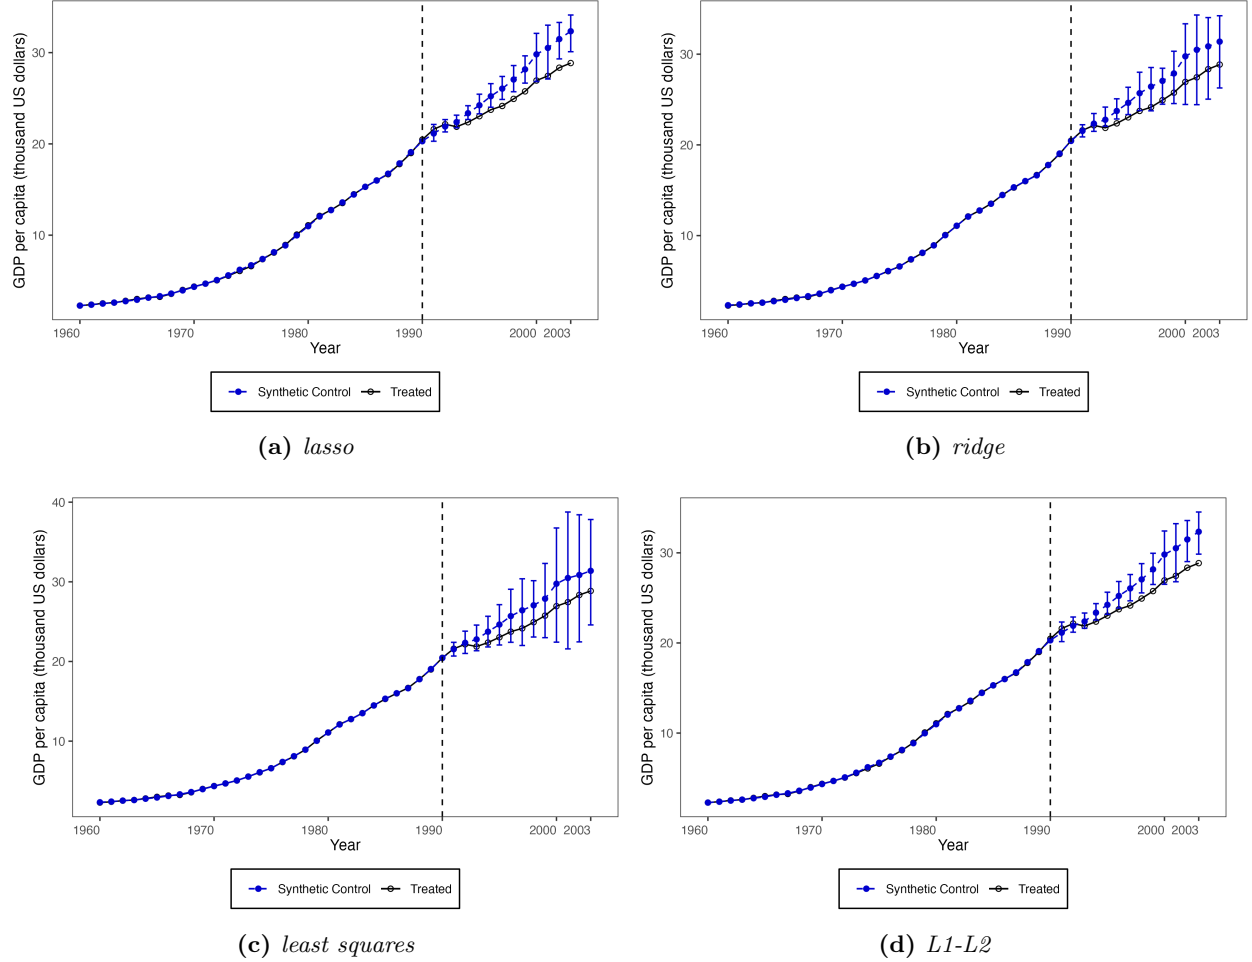 GDP per capita (thousand US dollars)
30
20
10
1960 1970 1980 1990 2000 2003
Year
Synthetic Control Treated
(a) lasso
GDP per capita (thousand US dollars)
30
20
10
1960 1970 1980 1990 2000 2003
Year
Synthetic Control Treated
(b) ridge
GDP per capita (thousand US dollars)
40
30
20
10
1960 1970 1980 1990 2000 2003
Year
Synthetic Control Treated
(c) least squares
GDP per capita (thousand US dollars)
30
20
10
1960 1970 1980 1990 2000 2003
Year
Synthetic Control Treated
(d) L1-L2